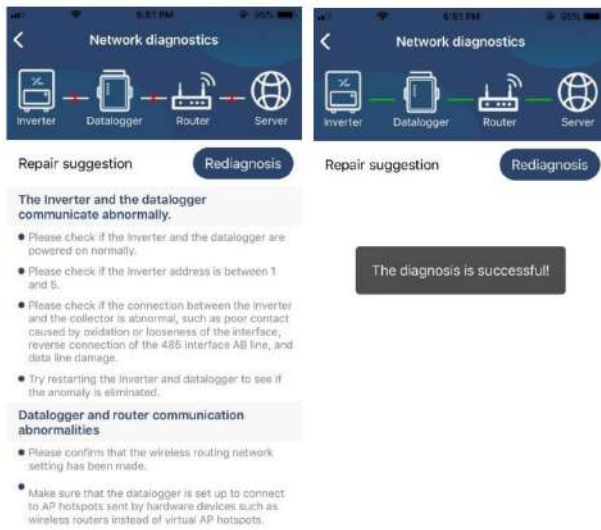 5:51 PM
95%
Network diagnostics
Inverter
Datalogger
Router
Server
Repair suggestion
Rediagnosis
The Inverter and the datalogger
communicate abnormally.
Please check if the Inverter and the datalogger are
powered on normally.
Please check if the Inverter address is between 1
and 5.
Please check if the connection between the inverter
and the collector is abnormal, such as poor contact
caused by oxidation or looseness of the interface,
reverse connection of the 485 interface AB line, and
data line damage.
Try restarting the Inverter and datalogger to see if
the anomaly is eliminated.
Datalogger and router communication
abnormalities
Please confirm that the wireless routing network
setting has been made.
Make sure that the datalogger is set up to connect
to AP hotspots sent by hardware devices such as
wireless routers instead of virtual AP hotspots.
95%
Network diagnostics
Inverter
Datalogger
Router
Server
Repair suggestion
Rediagnosis
The diagnosis is successful!